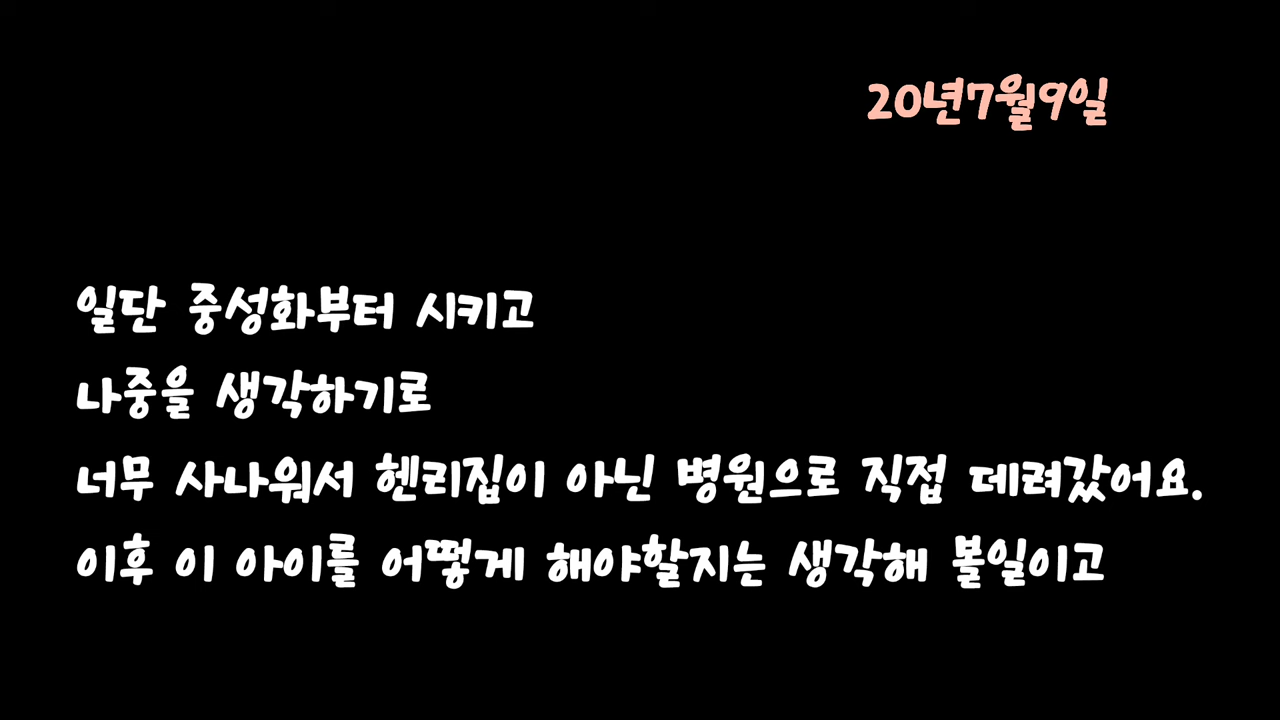 20년7월9일
일단 중성화부터 시키고
나중을 생각하기로
너무 사나워서 헨리집이 아닌 병원으로 직접 데려갔어요.
이후 이 아이를 어떻게 해야할지는 생각해 볼일이고